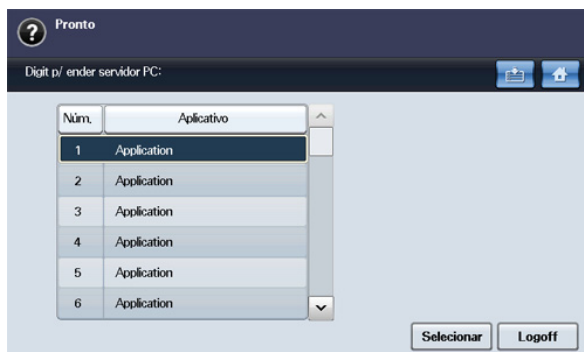 Pronto
Digit p/ ender servidor PC:
Núm. Aplicativo
1 Application
2 Application
3 Application
4 Application
5 Application
6 Application
Selecionar Logoff